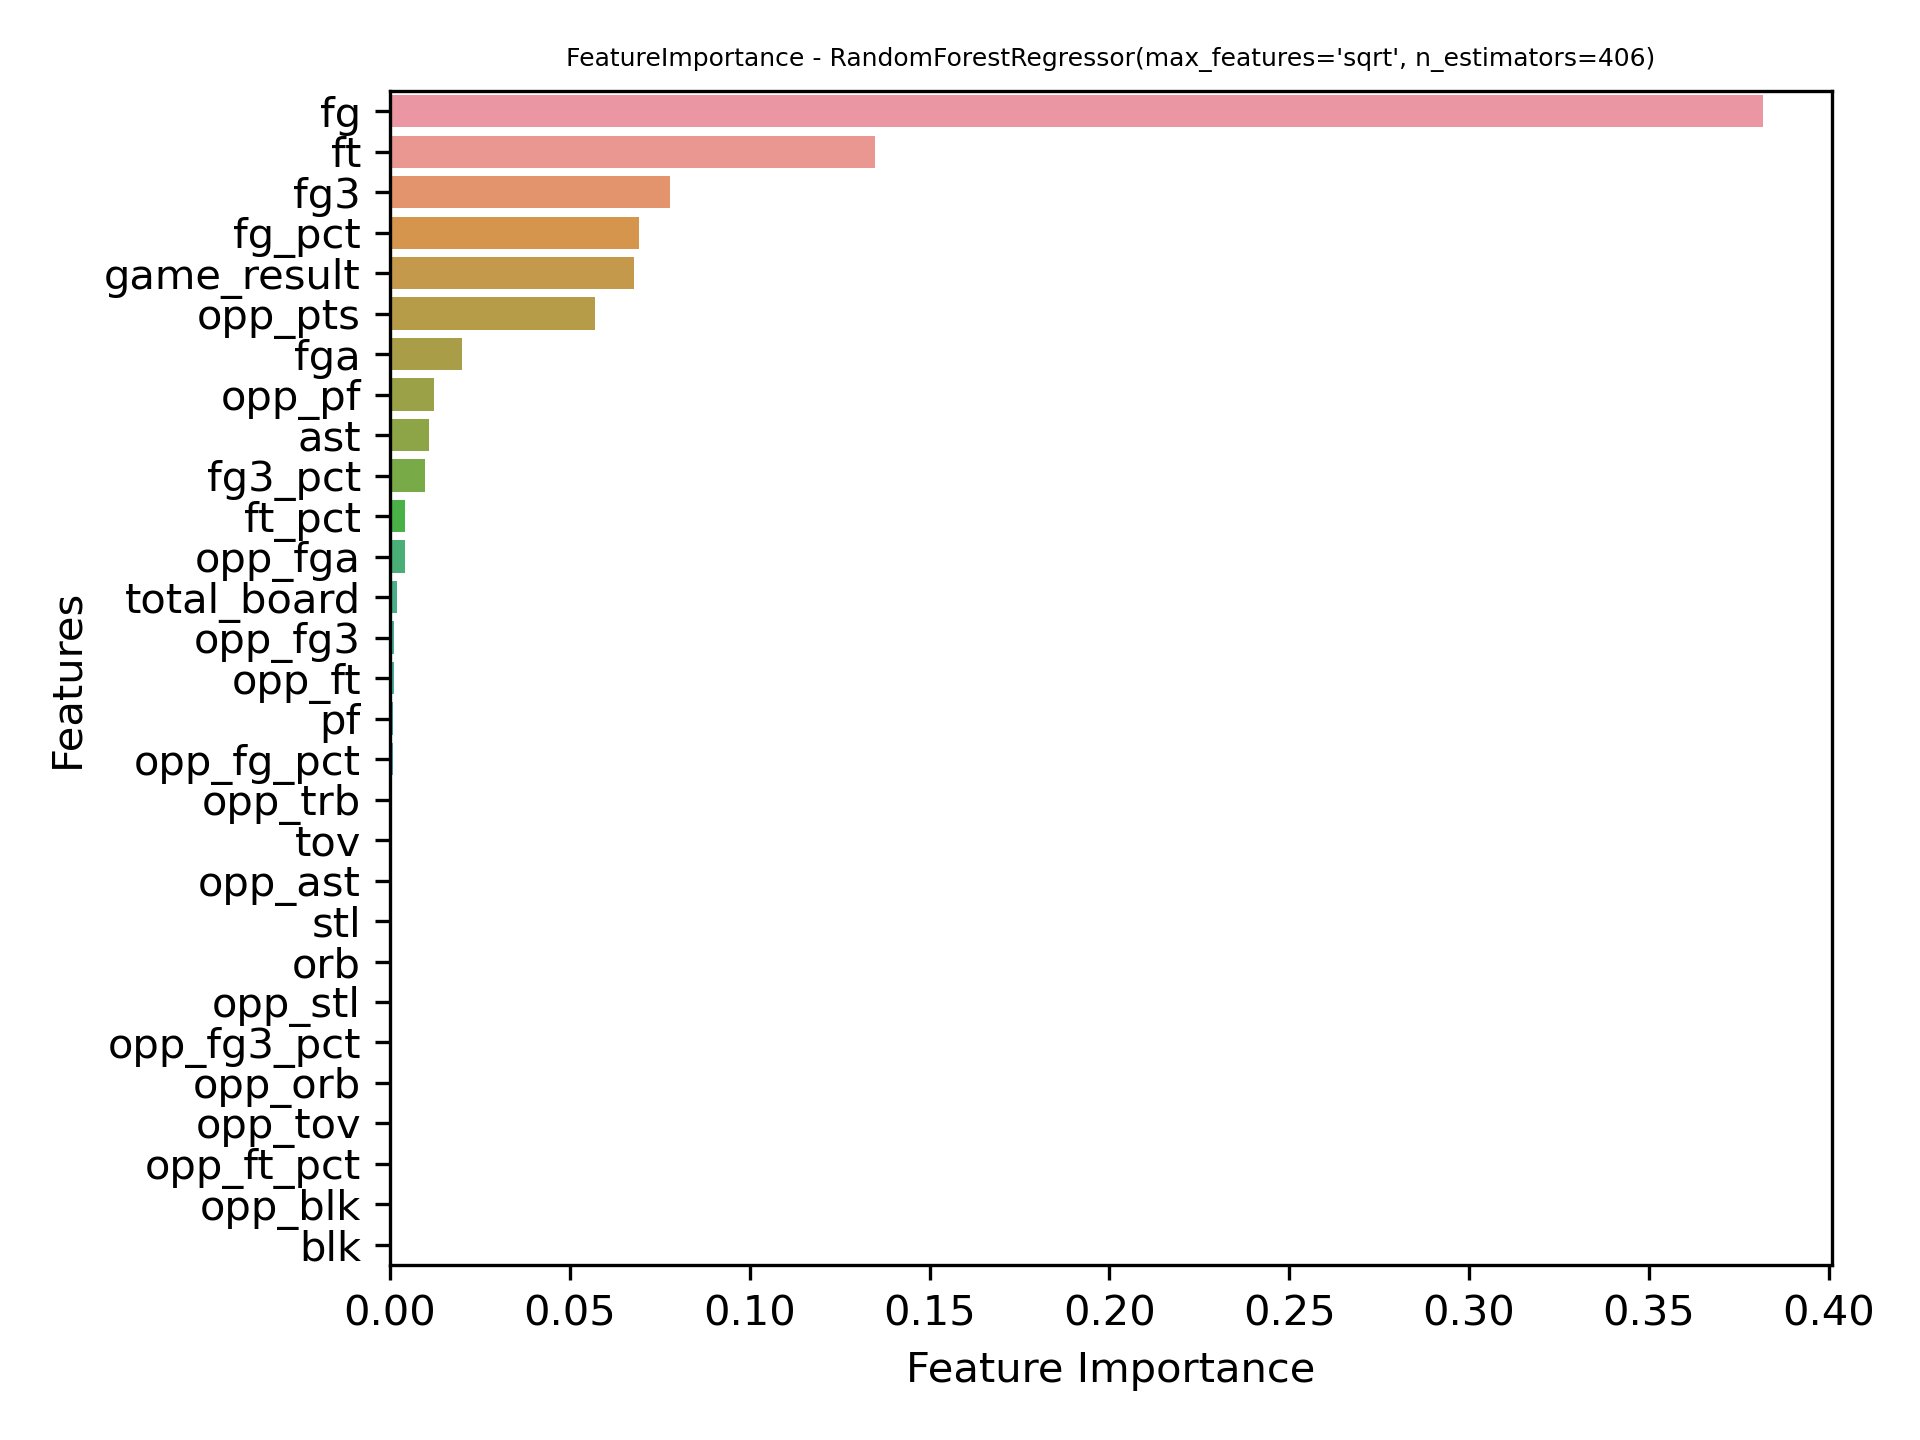 FeatureImportance - RandomForestRegressor(max_features='sqrt', n_estimators=406)
fg
ft
fg3
fg_pct
game_result
opp_pts
fga
opp_pf
ast
fg3_pct
ft_pct
opp_fga
total_board
opp_fg3
opp_ft
pf
opp_fg_pct
opp_trb
tov
opp_ast
stl
orb
opp_stl
opp_fg3_pct
opp_orb
opp_tov
opp_ft_pct
opp_blk
blk
Features
0.00 0.05 0.10 0.15 0.20 0.25 0.30 0.35 0.40
Feature Importance